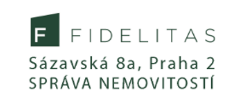 F FIDELITAS
Sázavská 8a, Praha 2
SPRÁVA NEMOVITOSTÍ